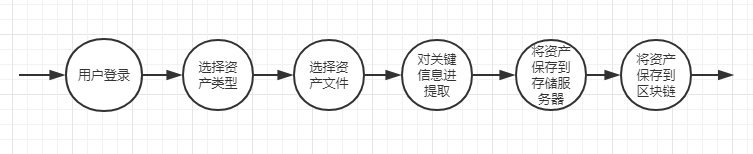 用户登录
选择资
产类型
选择资
产文件
对关键
信息进
提取
将资产
保存到
存储服
务器
将资产
保存到
区块链